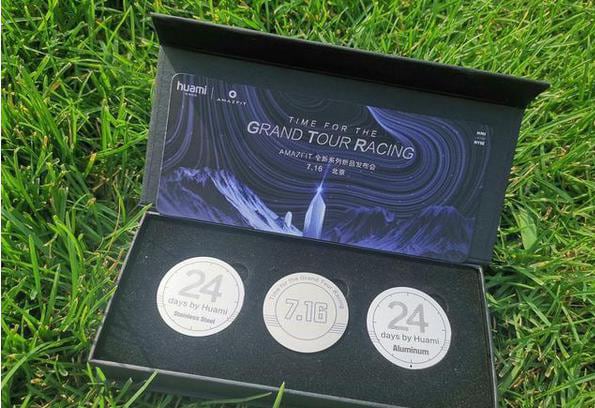 huami
AMAZFIT
HMI
NYSE
TIME FOR THE
GRAND TOUR RACING
AMAZFIT 全新系列新品发布会
7.16 北京
24
days by Huami
Stainless Steel
Time for the Grand Tour Racing
7.16
24
days by Huami
Aluminum